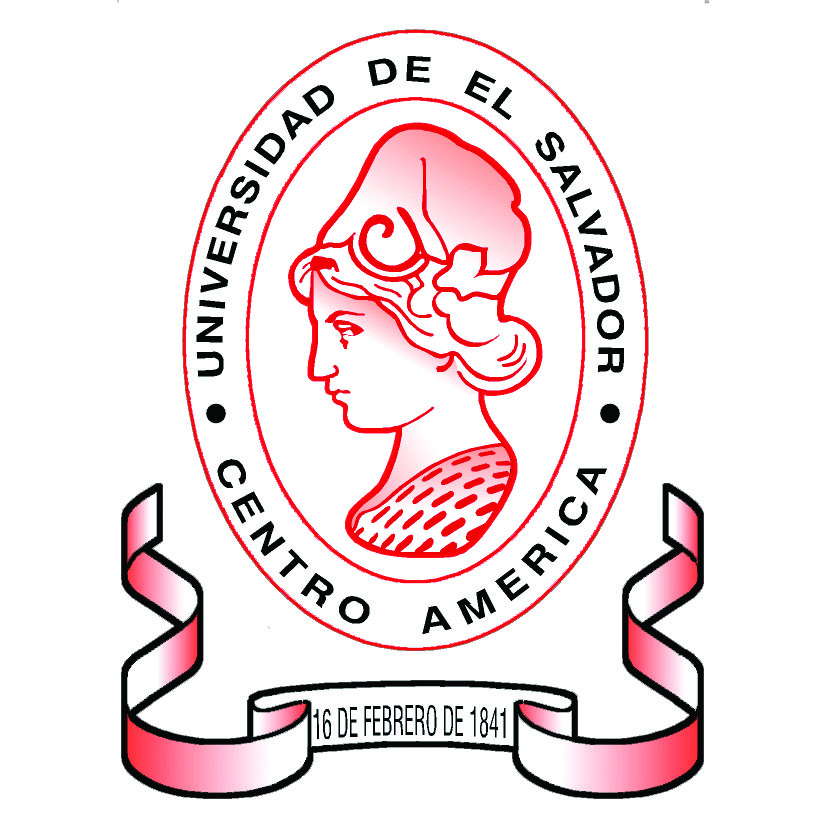 UNIVERSIDAD DE EL SALVADOR
CENTRO AMERICA
16 DE FEBRERO DE 1841